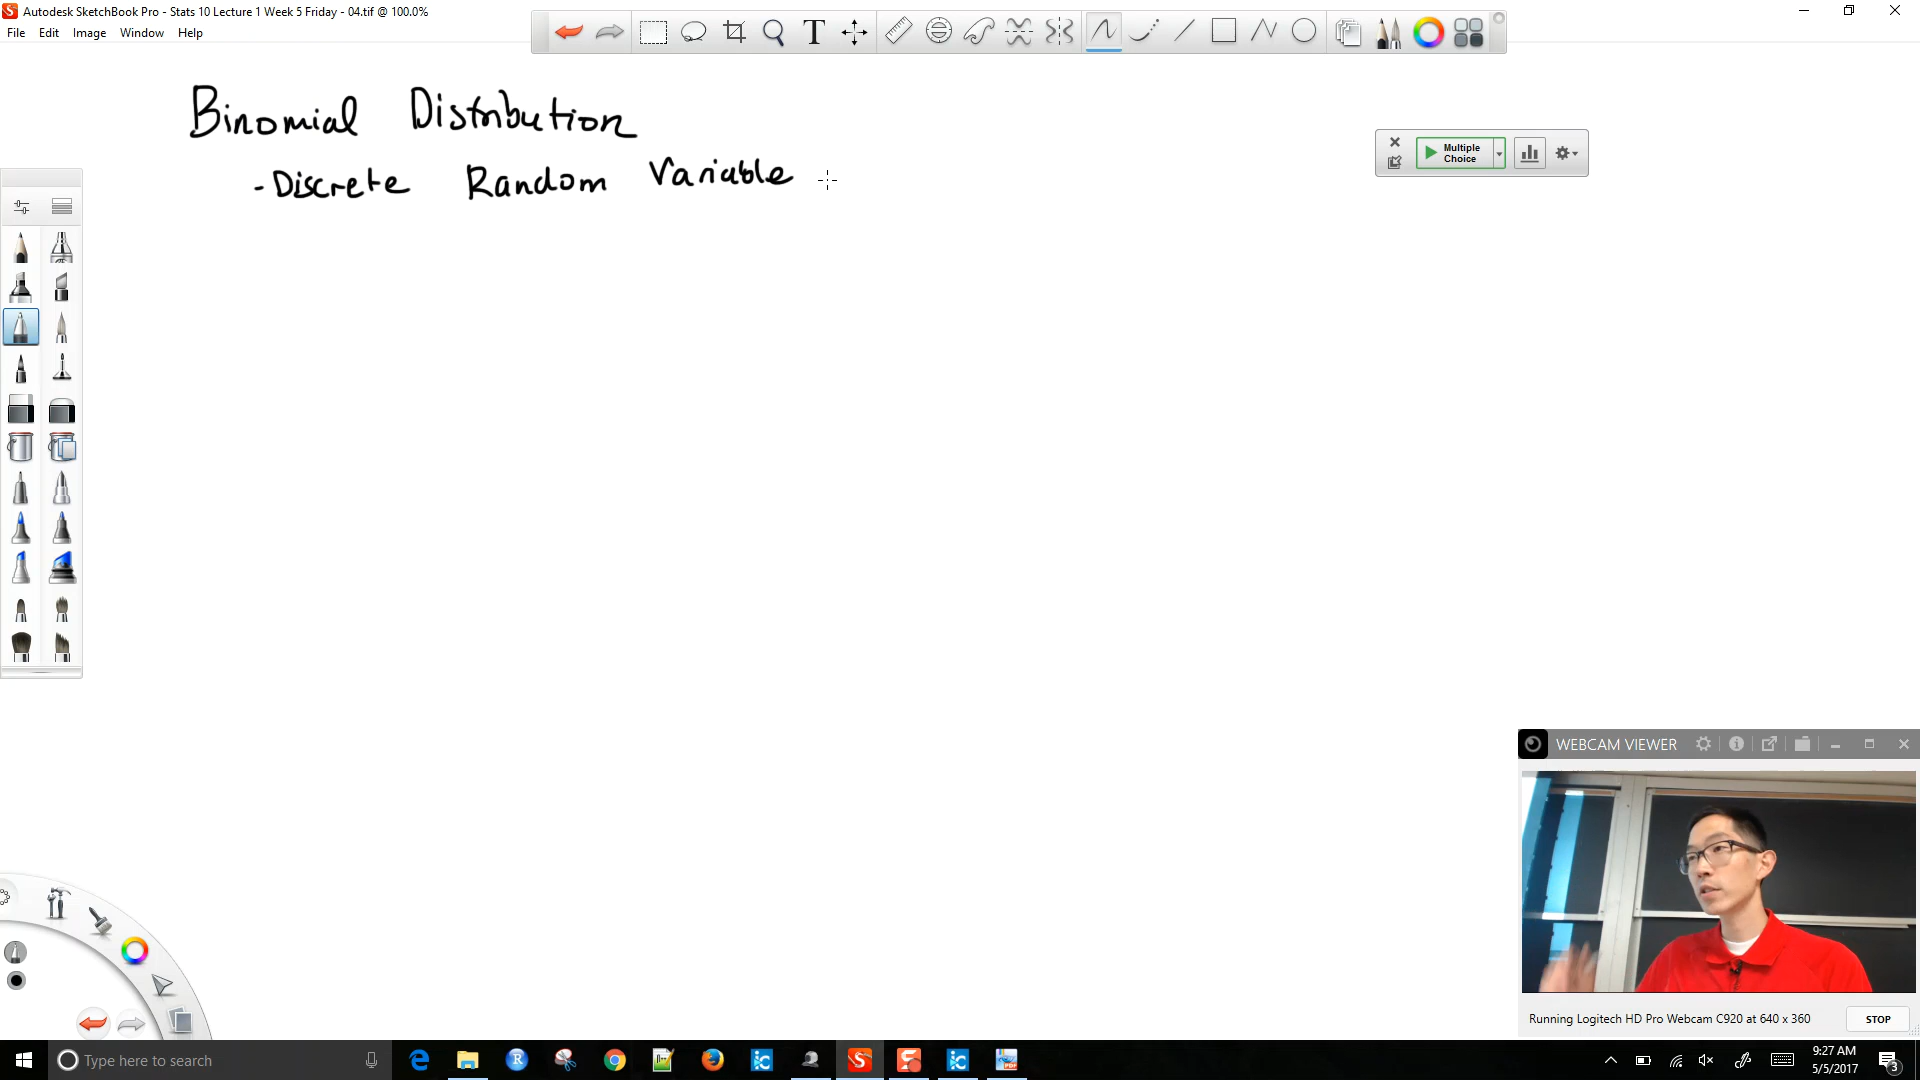 Autodesk SketchBook Pro - Stats 10 Lecture 1 Week 5 Friday - 04.tif @ 100.0%
File Edit Image Window Help
T
Binomial Distribution
- Discrete Random Variable
Multiple
Choice
WEBCAM VIEWER
Running Logitech HD Pro Webcam C920 at 640 x 360
STOP
Type here to search
9:27 AM
5/5/2017
3